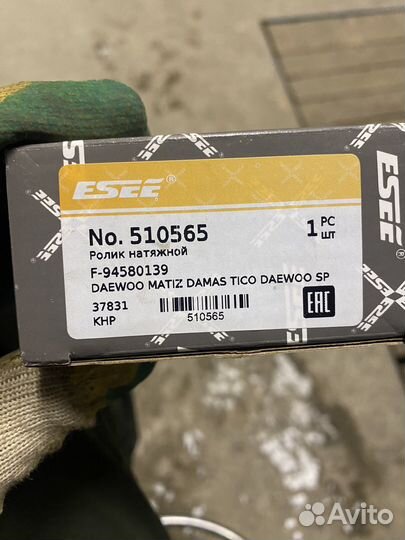 ESEE®
No. 510565
1 PC ШТ
Ролик натяжной
F-94580139
DAEWOO MATIZ DAMAS TICO DAEWOO SP
37831
КНР
510565
EAC
ESEE
Avito